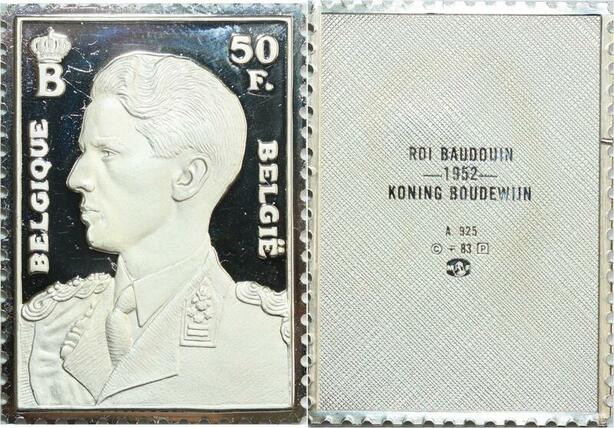 B
50
F.
BELGIQUE
BELGIË
ROI BAUDOUIN
—1952—
KONING BOUDEWIJN
A 925
© ÷ 83 P